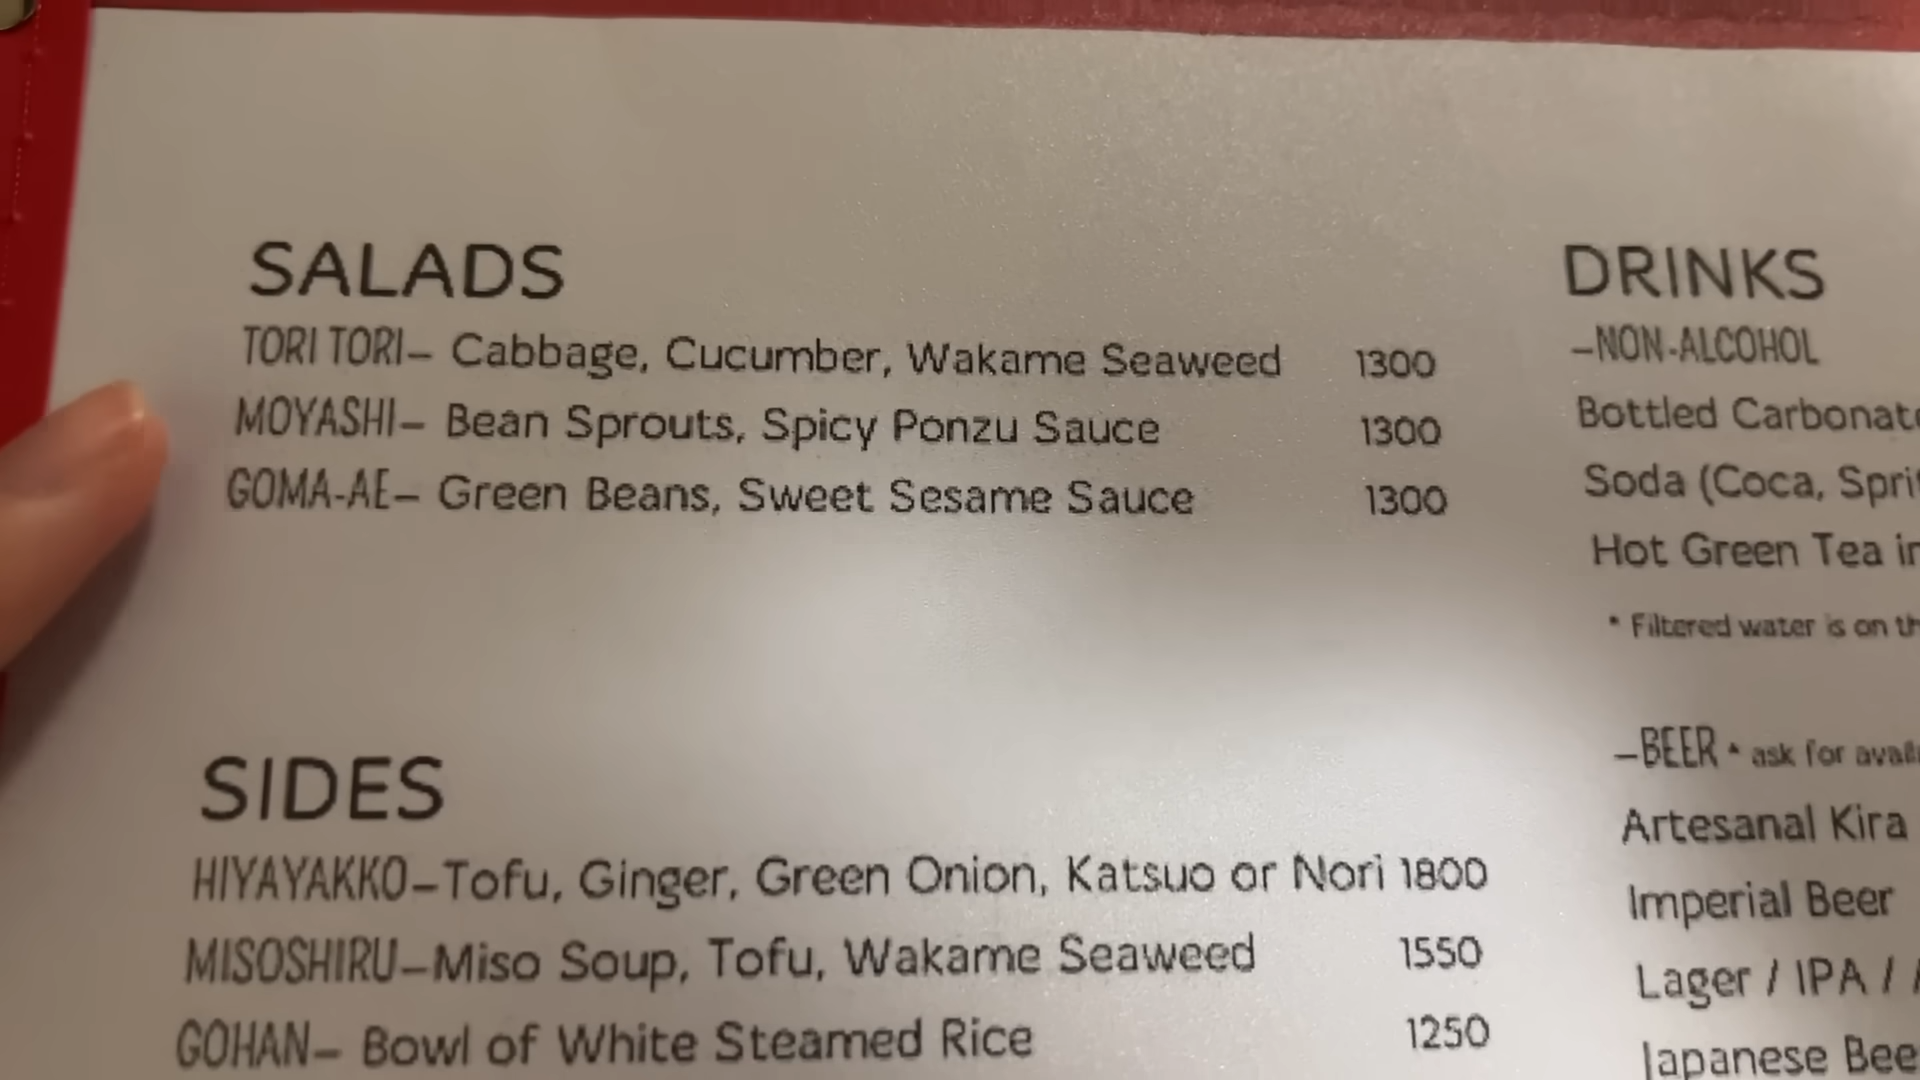 SALADS
TORI TORI– Cabbage, Cucumber, Wakame Seaweed 1300
MOYASHI– Bean Sprouts, Spicy Ponzu Sauce 1300
GOMA-AE– Green Beans, Sweet Sesame Sauce 1300
SIDES
HIYAYAKKO–Tofu, Ginger, Green Onion, Katsuo or Nori 1800
MISOSHIRU–Miso Soup, Tofu, Wakame Seaweed 1550
GOHAN– Bowl of White Steamed Rice 1250
DRINKS
–NON-ALCOHOL
Bottled
Soda (Coca,
Hot Green Tea
* Filtered water is on
–BEER * ask for
Artesanal Kira
Imperial Beer
Lager / IPA /
Japanese